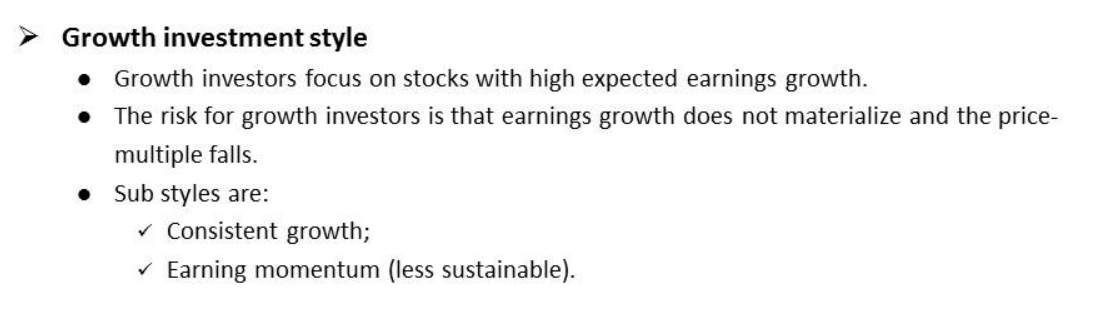 ➤ Growth investment style
● Growth investors focus on stocks with high expected earnings growth.
● The risk for growth investors is that earnings growth does not materialize and the price-
multiple falls.
● Sub styles are:
✓ Consistent growth;
✓ Earning momentum (less sustainable).